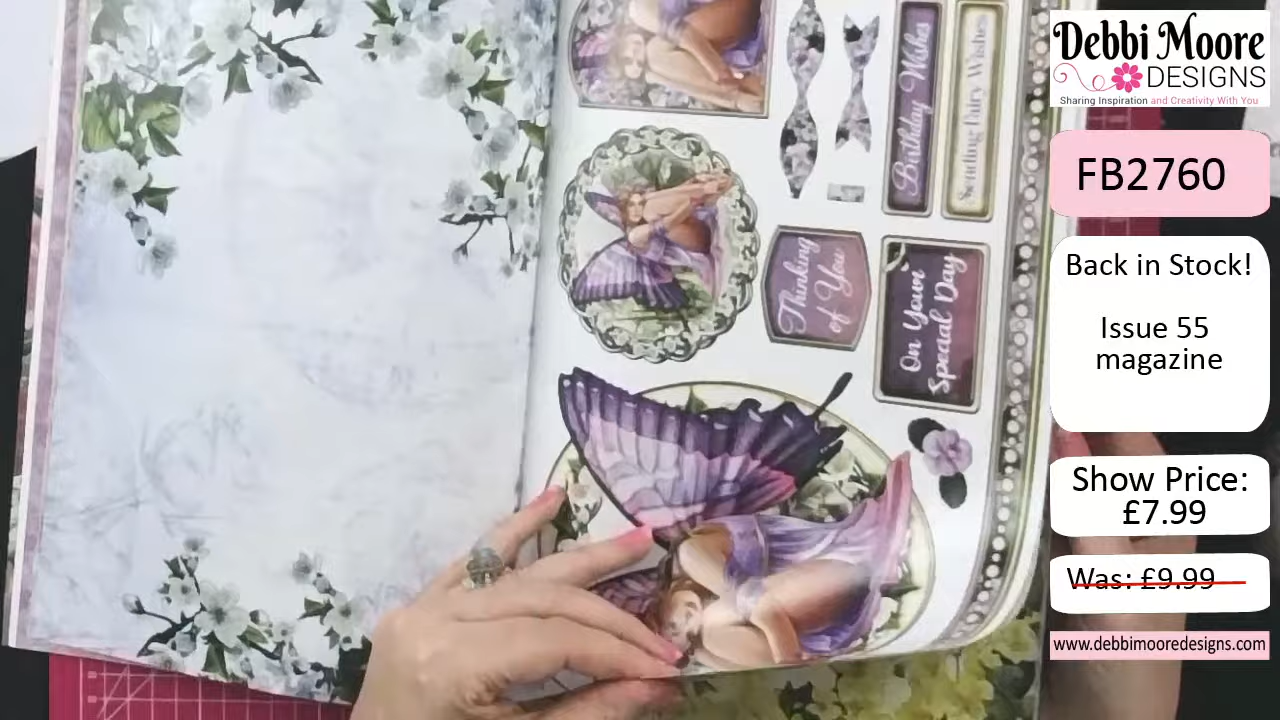 Birthday Wishes
Sending Fairy Wishes
Thinking
of You
On Your
Special Day
Debbi Moore
DESIGNS
Sharing Inspiration and Creativity With You
FB2760
Back in Stock!
Issue 55
magazine
Show Price:
£7.99
Was: £9.99
www.debbimooredesigns.com